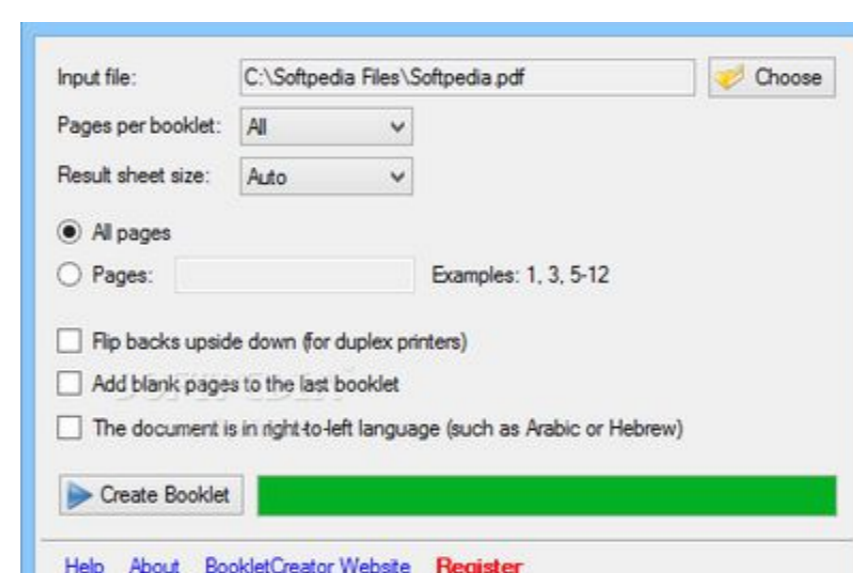 Input file: C:\Softpedia Files\Softpedia.pdf Choose
Pages per booklet: All
Result sheet size: Auto
All pages
Pages: Examples: 1, 3, 5-12
Flip backs upside down (for duplex printers)
Add blank pages to the last booklet
SOFTPEDIA
The document is in right-to-left language (such as Arabic or Hebrew)
Create Booklet
Help About BookletCreator Website Register